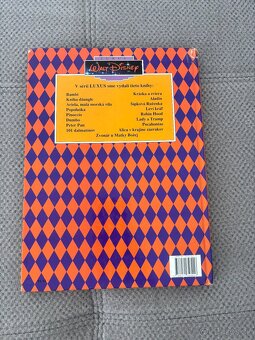 WALT DISNEY
V sérii LUXUS sme vydali tieto knihy:
Bambi
Kniha džunglí
Ariela, malá morská víla
Popoluška
Pinocchio
Dumbo
Peter Pan
101 dalmatínov
Kráska a zviera
Aladin
Šípková Ruženka
Leví kráľ
Robin Hood
Lady a Tramp
Pocahontas
Alica v krajine zázrakov
Zvonár u Matky Božej